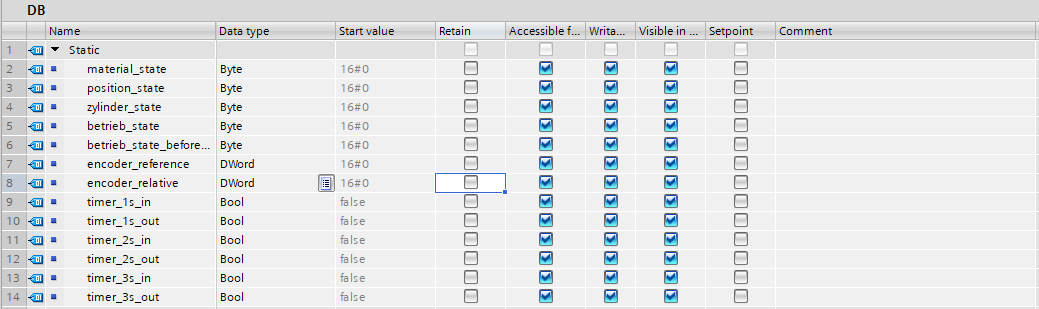 DB
Name Data type Start value Retain Accessible f... Writa... Visible in ... Setpoint Comment
1 Static
2 material_state Byte 16#0
3 position_state Byte 16#0
4 zylinder_state Byte 16#0
5 betrieb_state Byte 16#0
6 betrieb_state_before... Byte 16#0
7 encoder_reference DWord 16#0
8 encoder_relative DWord 16#0
9 timer_1s_in Bool false
10 timer_1s_out Bool false
11 timer_2s_in Bool false
12 timer_2s_out Bool false
13 timer_3s_in Bool false
14 timer_3s_out Bool false